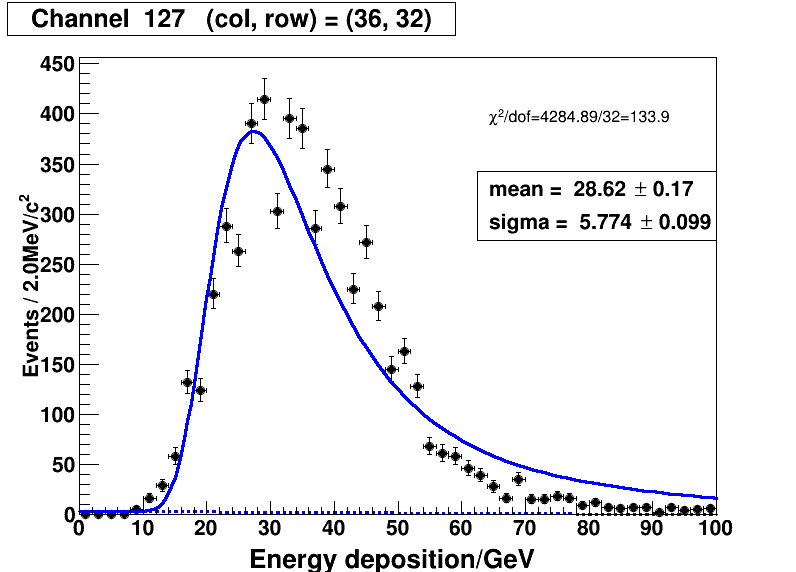 Channel 127 (col, row) = (36, 32)
χ²/dof=4284.89/32=133.9
mean = 28.62 ± 0.17
sigma = 5.774 ± 0.099
Events / 2.0MeV/c²
450
400
350
300
250
200
150
100
50
0
0 10 20 30 40 50 60 70 80 90 100
Energy deposition/GeV